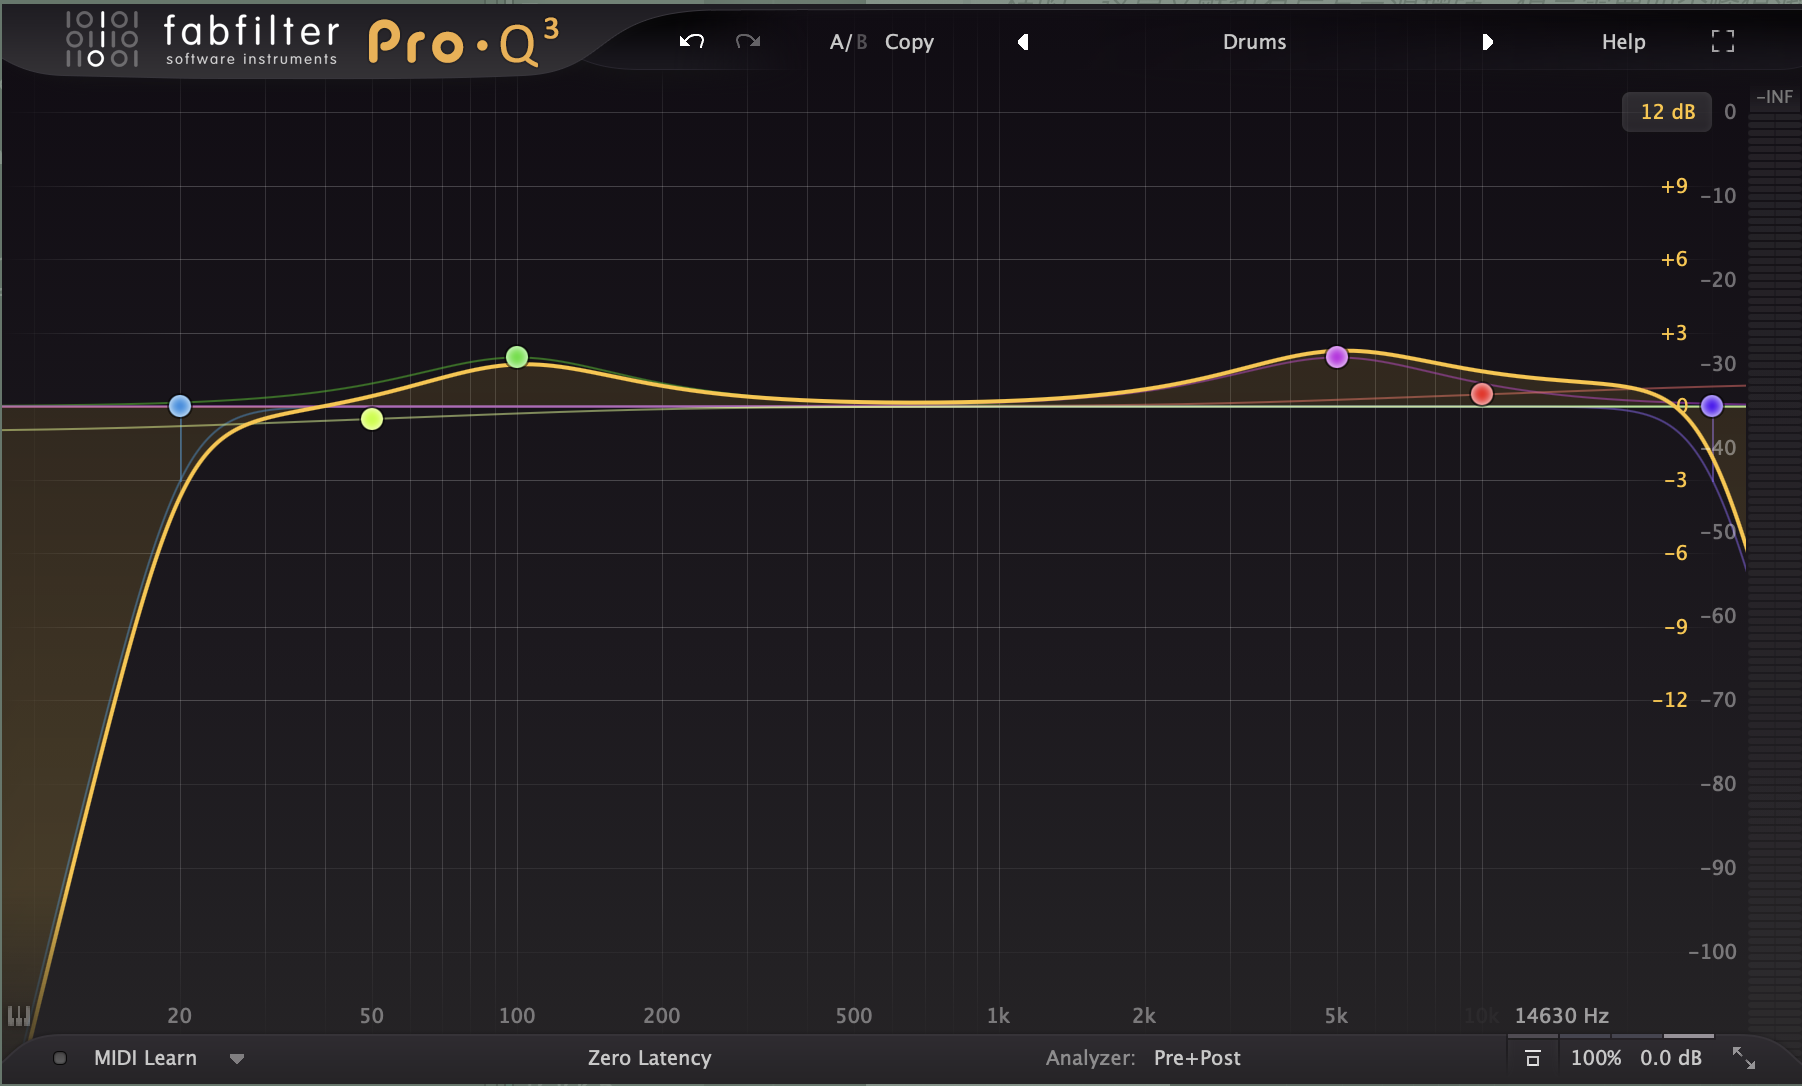 fabfilter
software instruments
Pro·Q3
A/B Copy
Drums
Help
12 dB
0
-INF
+9
-10
+6
-20
+3
-30
0
-40
-3
-50
-6
-60
-9
-12
-70
-80
-90
-100
20 50 100 200 500 1k 2k 5k 10k 14630 Hz
MIDI Learn
Zero Latency
Analyzer: Pre+Post
100% 0.0 dB